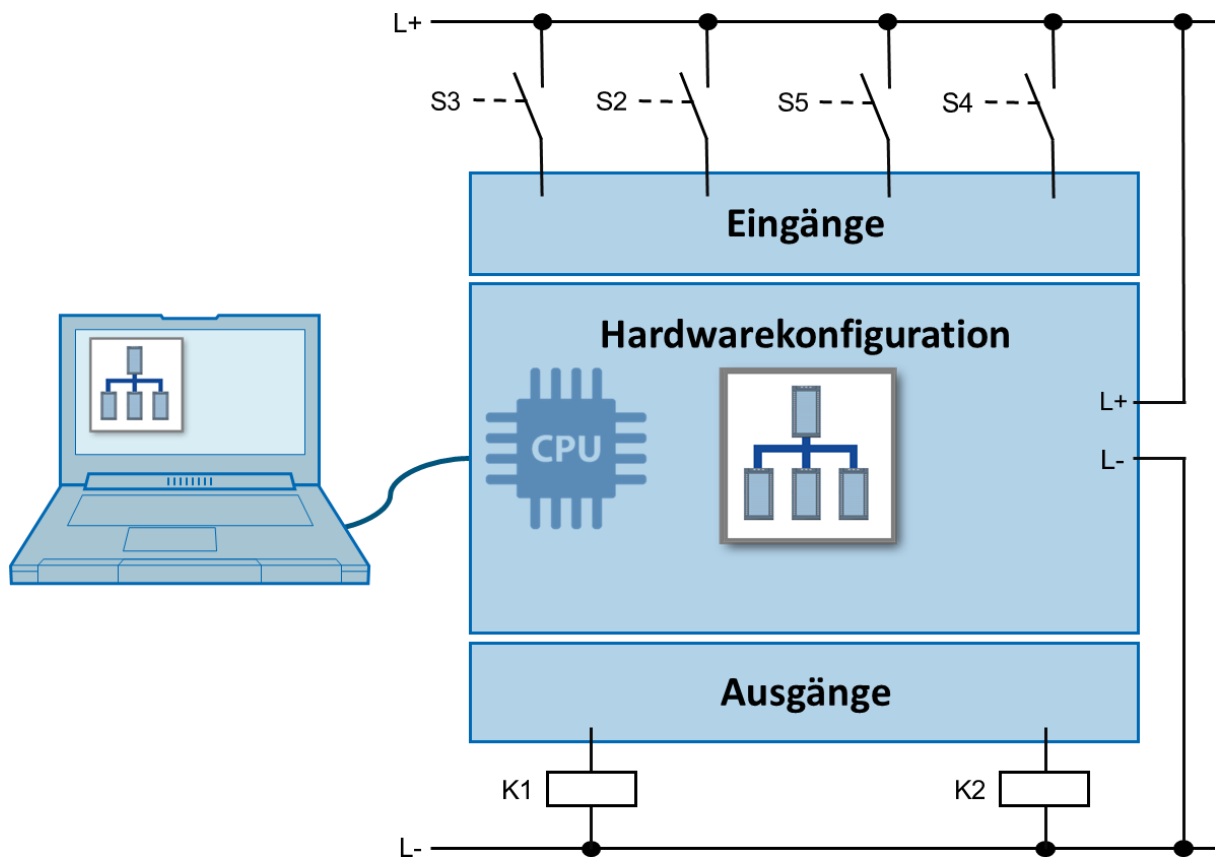 L+
S3
S2
S5
S4
Eingänge
Hardwarekonfiguration
CPU
L+
L-
Ausgänge
K1
K2
L-